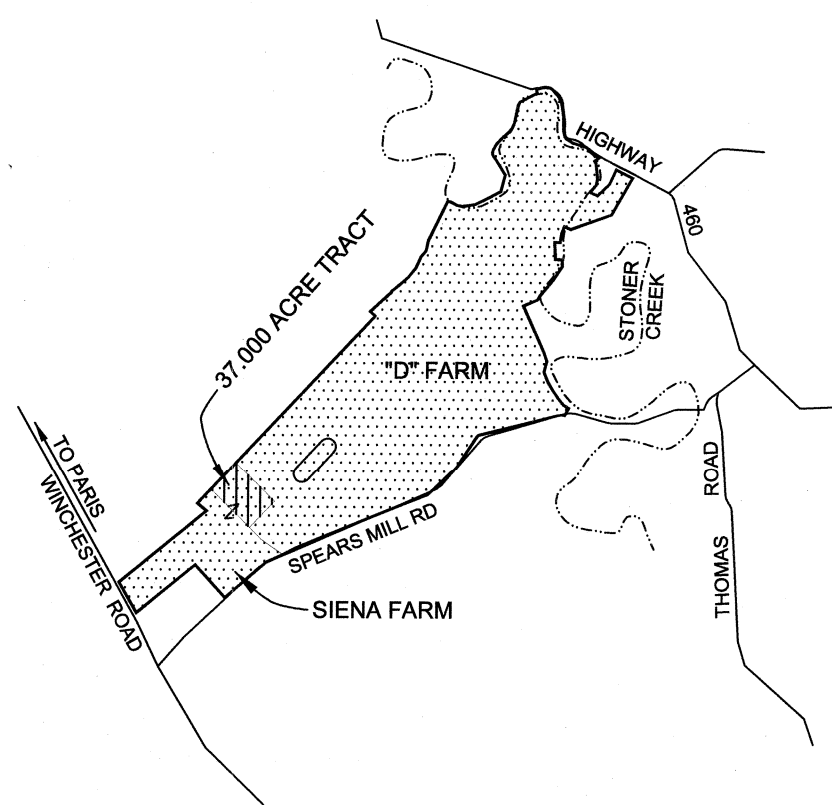 HIGHWAY
460
STONER
CREEK
37.000 ACRE TRACT
"D" FARM
TO PARIS
WINCHESTER ROAD
SPEARS MILL RD
SIENA FARM
THOMAS ROAD